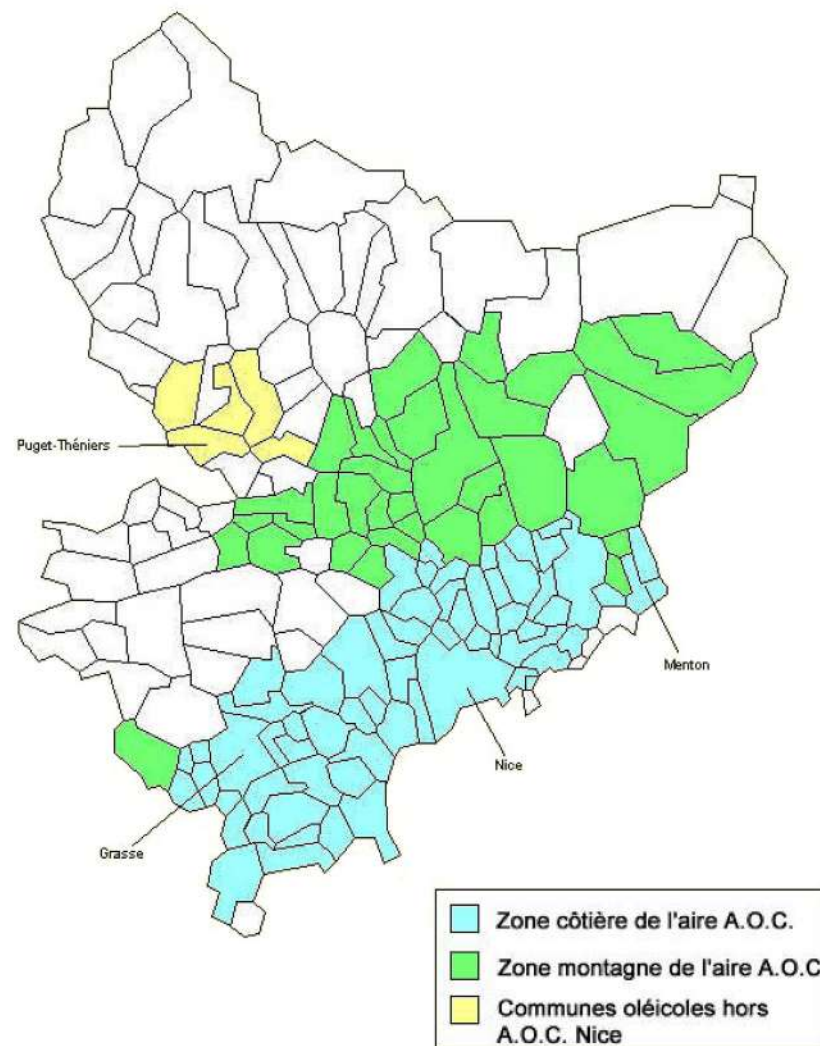 Puget-Théniers
Menton
Nice
Grasse
Zone côtière de l'aire A.O.C.
Zone montagne de l'aire A.O.C
Communes oléicoles hors
A.O.C. Nice